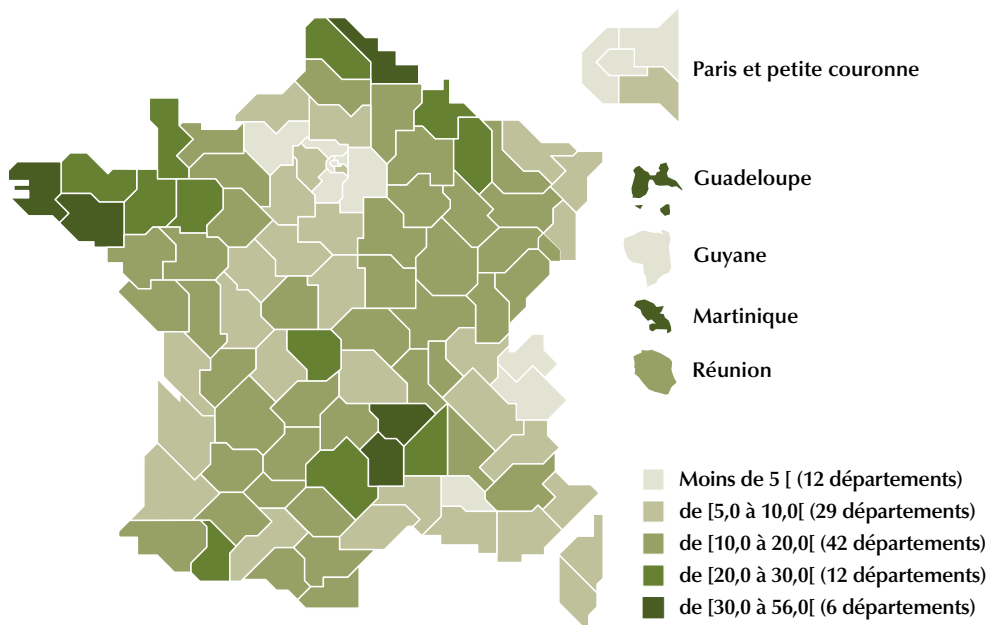 Paris et petite couronne
Guadeloupe
Guyane
Martinique
Réunion
Moins de 5 [ (12 départements)
de [5,0 à 10,0[ (29 départements)
de [10,0 à 20,0[ (42 départements)
de [20,0 à 30,0[ (12 départements)
de [30,0 à 56,0[ (6 départements)